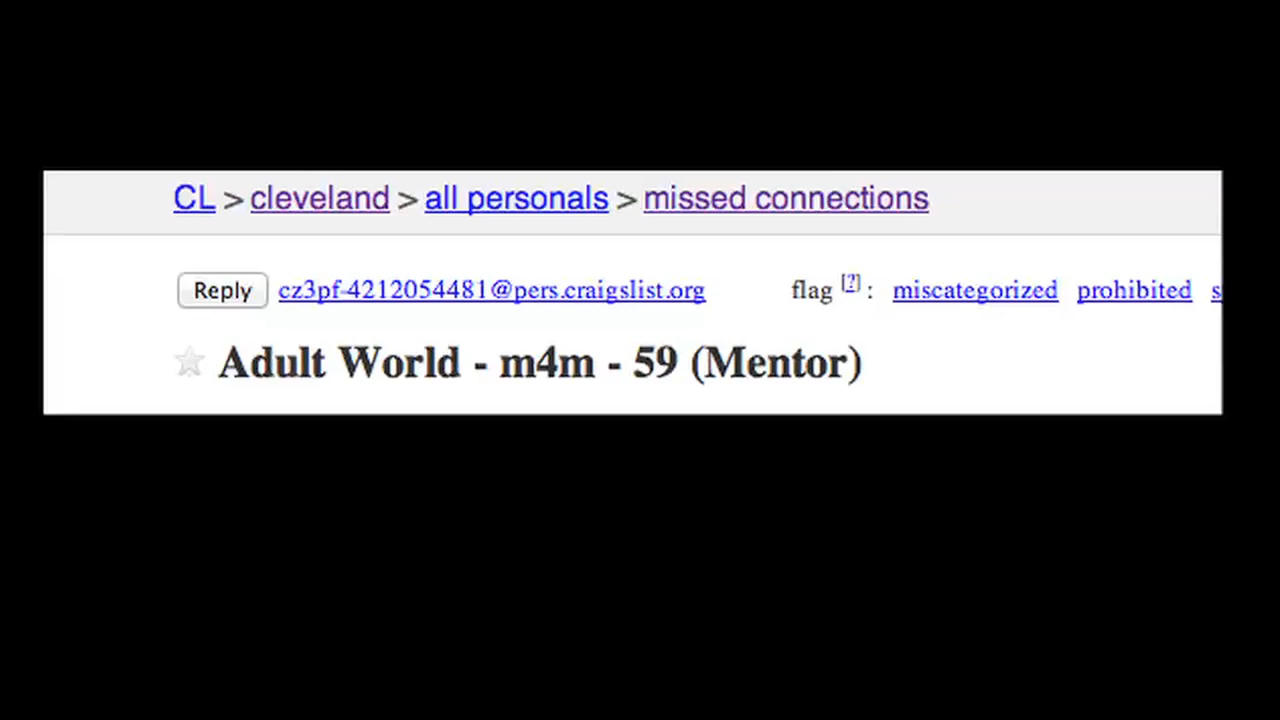 CL > cleveland > all personals > missed connections
Reply cz3pf-4212054481@pers.craigslist.org flag [?] : miscategorized prohibited s
Adult World - m4m - 59 (Mentor)